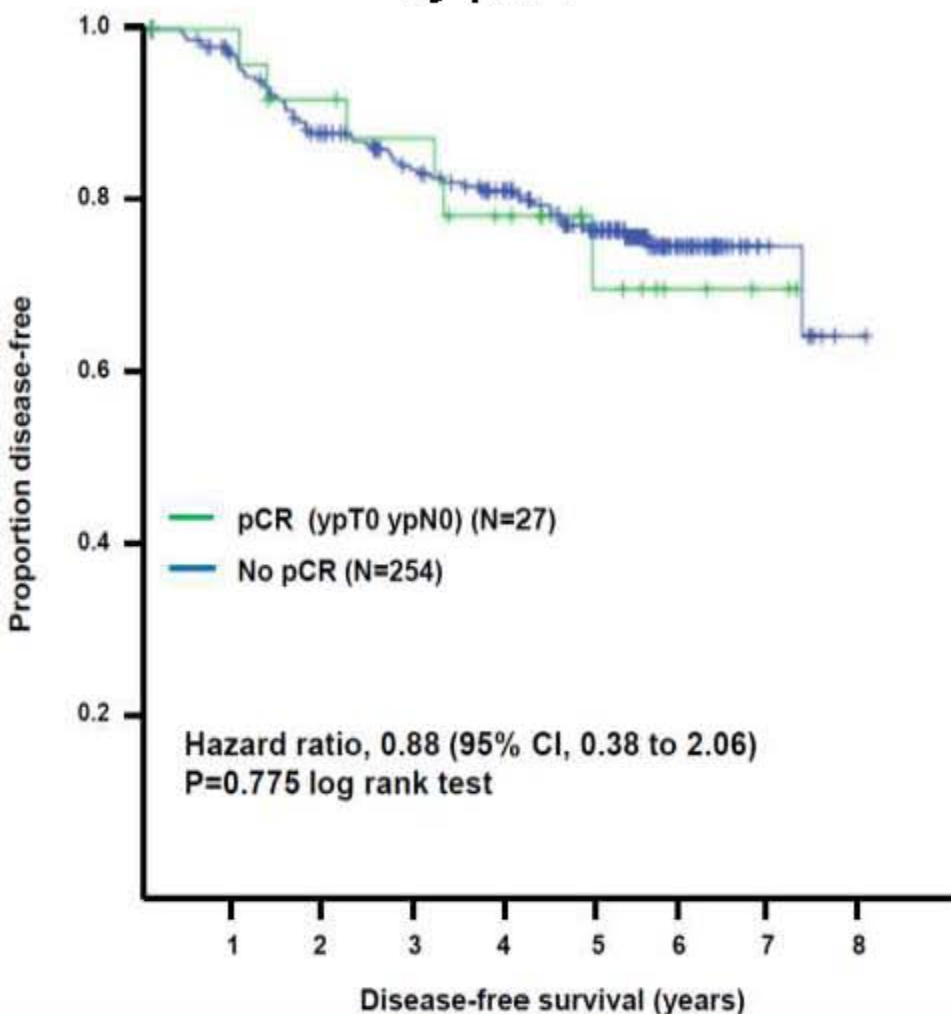 1.0
0.8
0.6
0.4
0.2
Proportion disease-free
pCR (ypT0 ypN0) (N=27)
No pCR (N=254)
Hazard ratio, 0.88 (95% CI, 0.38 to 2.06)
P=0.775 log rank test
1 2 3 4 5 6 7 8
Disease-free survival (years)